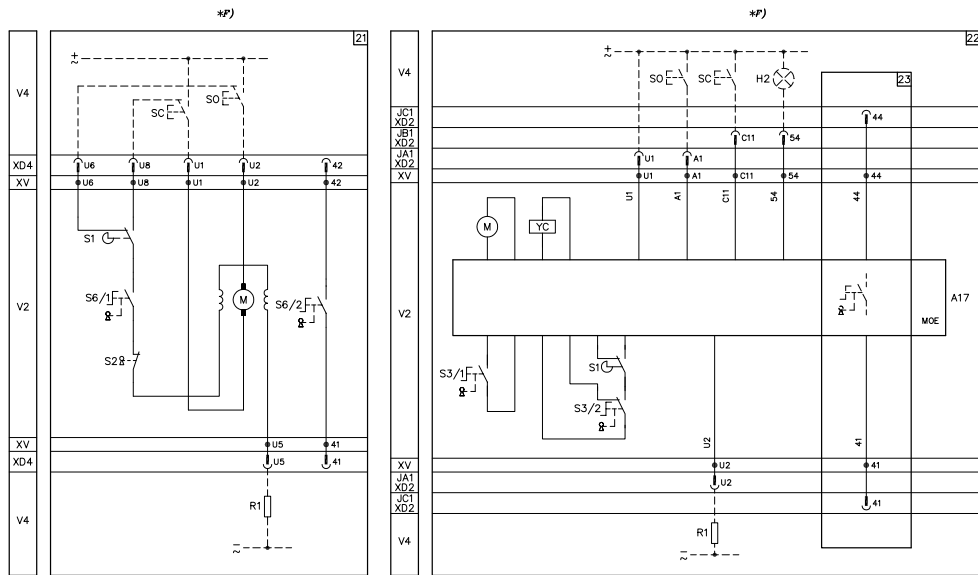 *F) *F)
21 22
V4 SO SC V4 SO SC H2 23
JC1 XD2 44
JB1 XD2 C11 54
XD4 U6 U8 U1 U2 42 JA1 XD2 U1 A1
XV U6 U8 U1 U2 42 XV U1 A1 C11 54 44
U1 A1 C11 54 44
S1 M YC
V2 S6/1 M S6/2 V2 A17
MOE
S2 S3/1 S1
S3/2
U2 41
XV U5 41 XV U2 41
XD4 U5 41 JA1 XD2 U2
JC1 XD2 41
V4 R1 V4 R1